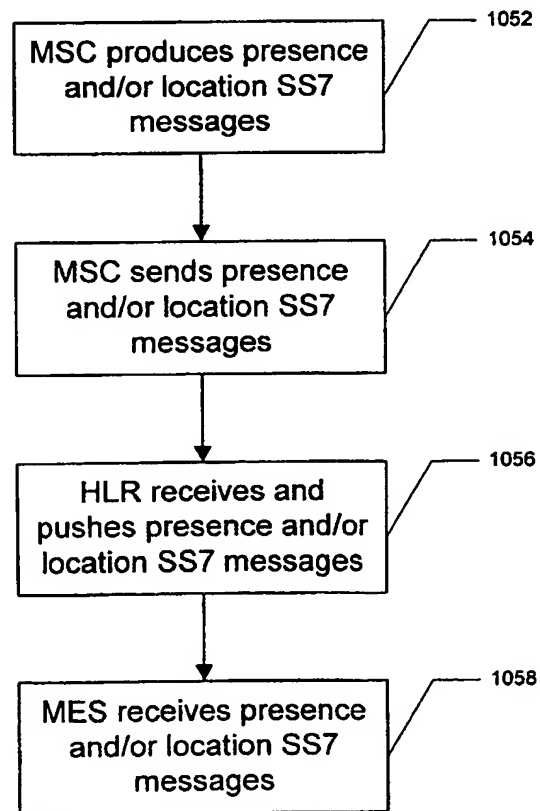 1052
MSC produces presence
and/or location SS7
messages
1054
MSC sends presence
and/or location SS7
messages
1056
HLR receives and
pushes presence and/or
location SS7 messages
1058
MES receives presence
and/or location SS7
messages